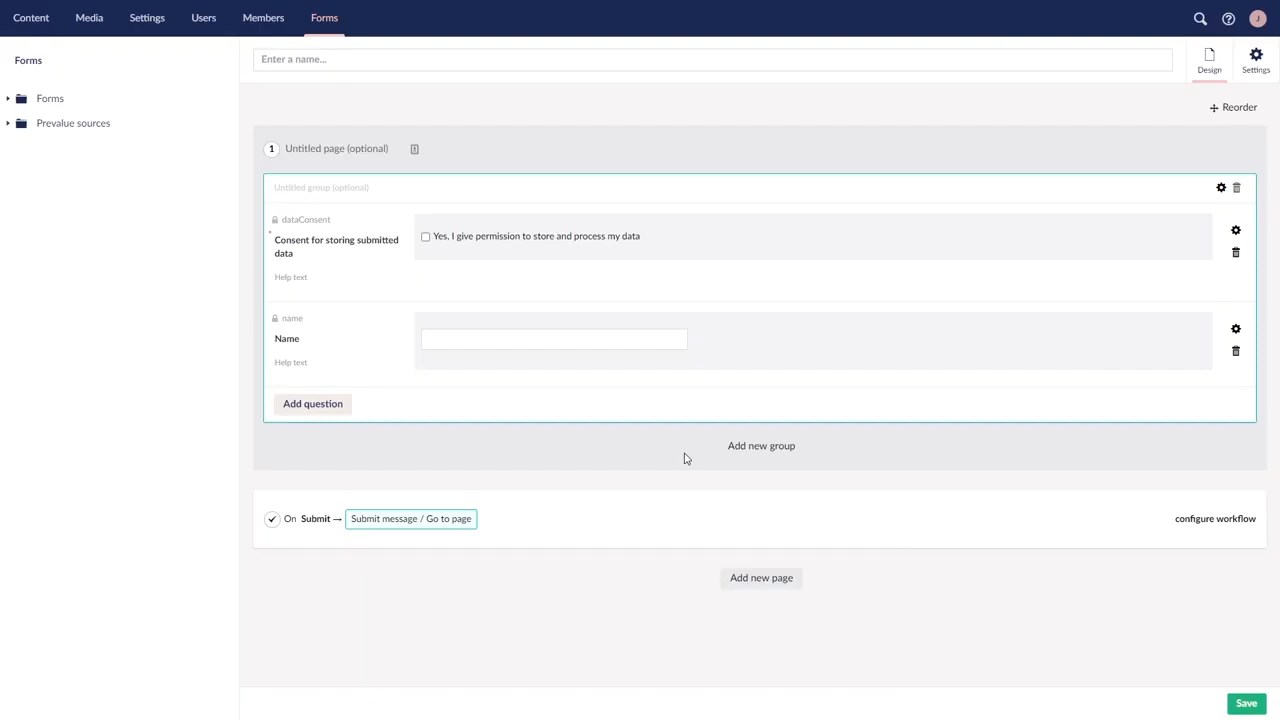 Content Media Settings Users Members Forms J
Forms
Enter a name...
Design
Settings
Forms
Prevalue sources
Reorder
1 Untitled page (optional)
Untitled group (optional)
dataConsent
* Consent for storing submitted
data
Yes, I give permission to store and process my data
Help text
name
Name
Help text
Add question
Add new group
On Submit → Submit message / Go to page
configure workflow
Add new page
Save